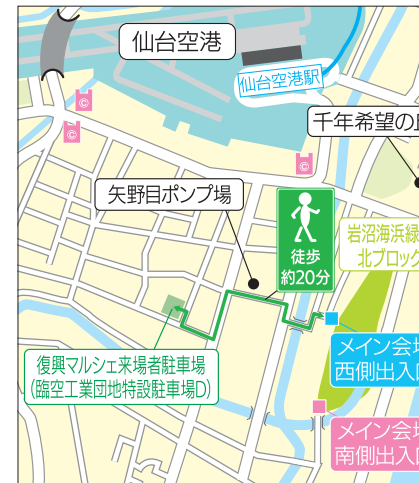 仙台空港
仙台空港駅
©
©
©
千年希望の
矢野目ポンプ場
徒歩
約20分
岩沼海浜緑
北ブロック
メイン会場
西側出入
復興マルシェ来場者駐車場
(臨空工業団地特設駐車場D)
メイン会場
南側出入